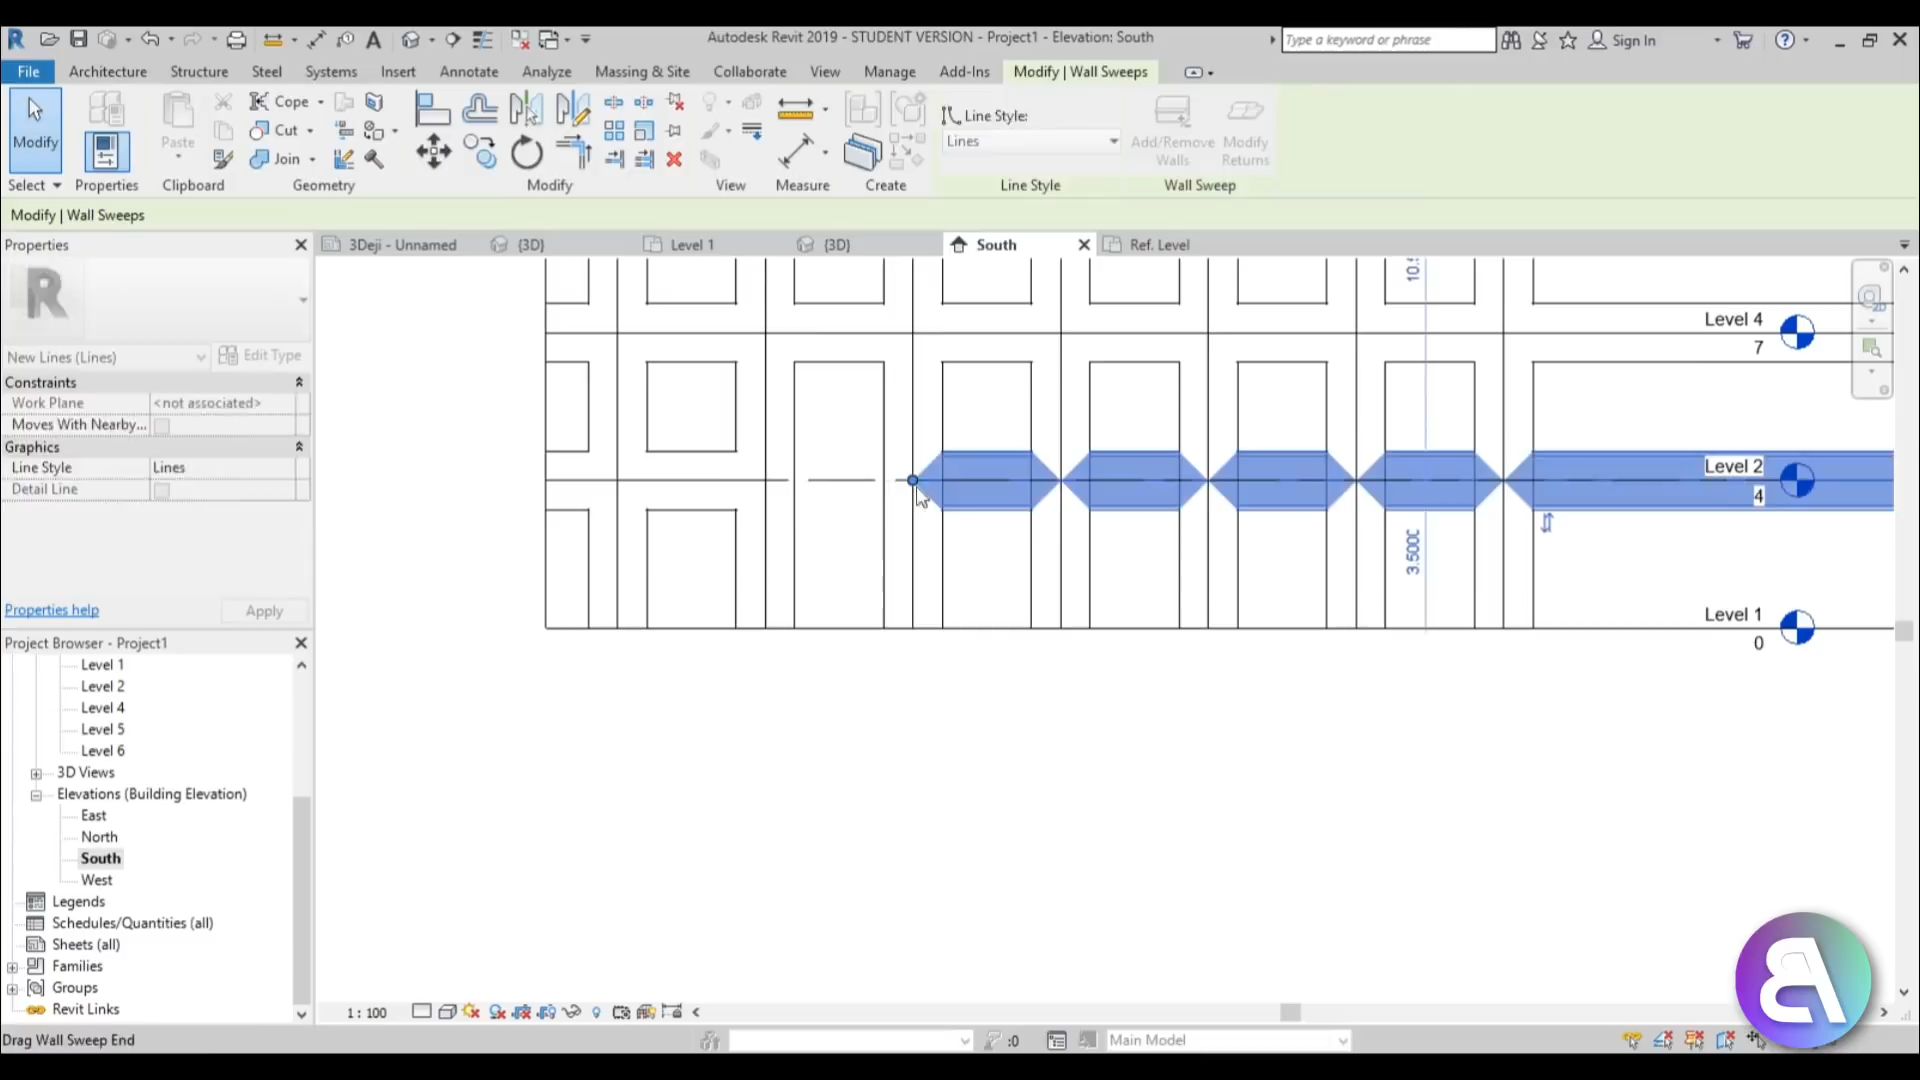 Autodesk Revit 2019 - STUDENT VERSION - Project1 - Elevation: South
Type a keyword or phrase
Sign In
File Architecture Structure Steel Systems Insert Annotate Analyze Massing & Site Collaborate View Manage Add-Ins Modify | Wall Sweeps
Modify
Paste
Cope
Cut
Join
Line Style:
Lines
Add/Remove Walls
Modify Returns
Select Properties Clipboard Geometry Modify View Measure Create Line Style Wall Sweep
Modify | Wall Sweeps
Properties
3Deji - Unnamed {3D} Level 1 {3D} South Ref. Level
R
New Lines (Lines)
Edit Type
Constraints
Work Plane <not associated>
Moves With Nearby...
Graphics
Line Style Lines
Detail Line
Properties help
Apply
Level 4
7
Level 2
4
3.500
Level 1
0
Project Browser - Project1
Level 1
Level 2
Level 4
Level 5
Level 6
3D Views
Elevations (Building Elevation)
East
North
South
West
Legends
Schedules/Quantities (all)
Sheets (all)
Families
Groups
Revit Links
1 : 100
Drag Wall Sweep End
:0
Main Model